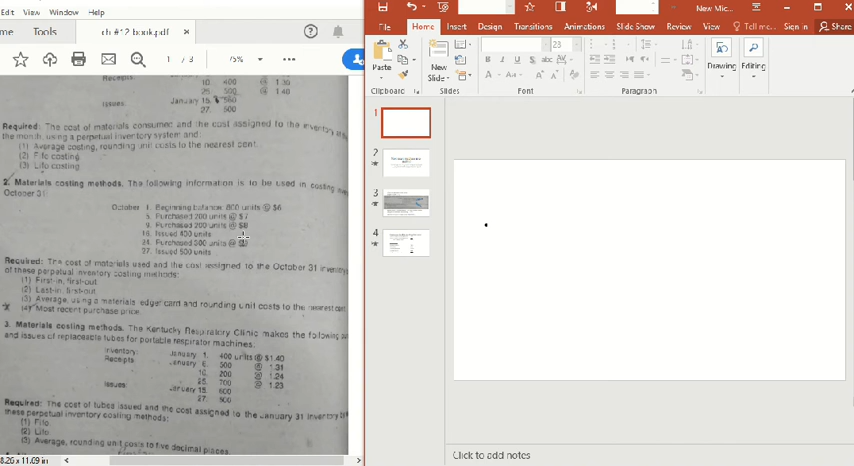 Edit View Window Help
Tools
ch #12 book.pdf
1 / 3 75%
Receipts: 10. 400 @ 1.30
25. 500 @ 1.40
Issues: January 15. 560
27. 500
Required: The cost of materials consumed and the cost assigned to the inventory
the month, using a perpetual inventory system and:
(1) Average costing, rounding unit costs to the nearest cent.
(2) Fifo costing.
(3) Lifo costing.
2. Materials costing methods. The following information is to be used in costing
October 31:
October 1. Beginning balance: 800 units @ $6
5. Purchased 200 units @ $7
9. Purchased 200 units @ $8
16. Issued 400 units
24. Purchased 300 units @
27. Issued 500 units
Required: The cost of materials used and the cost assigned to the October 31 inventory
of these perpetual inventory costing methods:
(1) First-in, first-out
(2) Last-in, first-out
(3) Average, using a materials ledger card and rounding unit costs to the nearest cent
(4) Most recent purchase price
3. Materials costing methods. The Kentucky Respiratory Clinic makes the following
and issues of replaceable tubes for portable respirator machines:
Inventory: January 1. 400 units @ $1.40
Receipts: January 6. 500 @ 1.31
10. 200 @ 1.24
25. 700 @ 1.23
Issues: January 15. 600
27. 500
Required: The cost of tubes issued and the cost assigned to the January 31 inventory
these perpetual inventory costing methods:
(1) Fifo
(2) Lifo
(3) Average, rounding unit costs to five decimal places.
8.26 x 11.69 in
New Mic...
File Home Insert Design Transitions Animations Slide Show Review View Tell me... Sign in Share
Paste
New
Slide
Drawing
Editing
28
Clipboard Slides Font Paragraph
1
2
3
4
Click to add notes